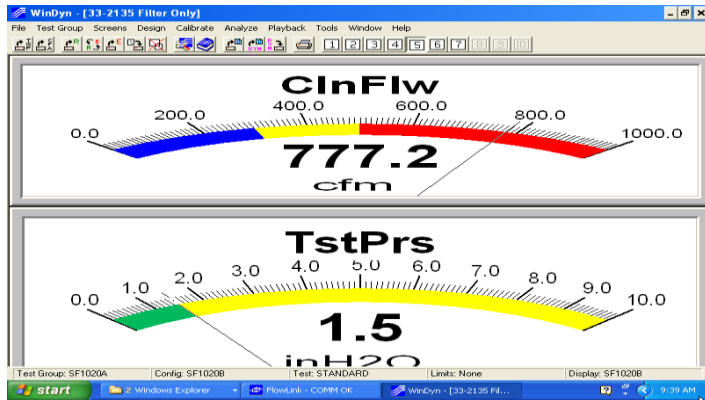 WinDyn - [33-2135 Filter Only]
File Test Group Screens Design Calibrate Analyze Playback Tools Window Help
1 2 3 4 5 6 7 8 9 10
ClnFlw
0.0 200.0 400.0 600.0 800.0 1000.0
777.2
cfm
TstPrs
0.0 1.0 2.0 3.0 4.0 5.0 6.0 7.0 8.0 9.0 10.0
1.5
inH2O
Test Group: SF1020A Config: SF1020B Test: STANDARD Limits: None Display: SF1020B
start 2 Windows Explorer FlowLink - COMM OK WinDyn - [33-2135 Fil... 9:39 AM